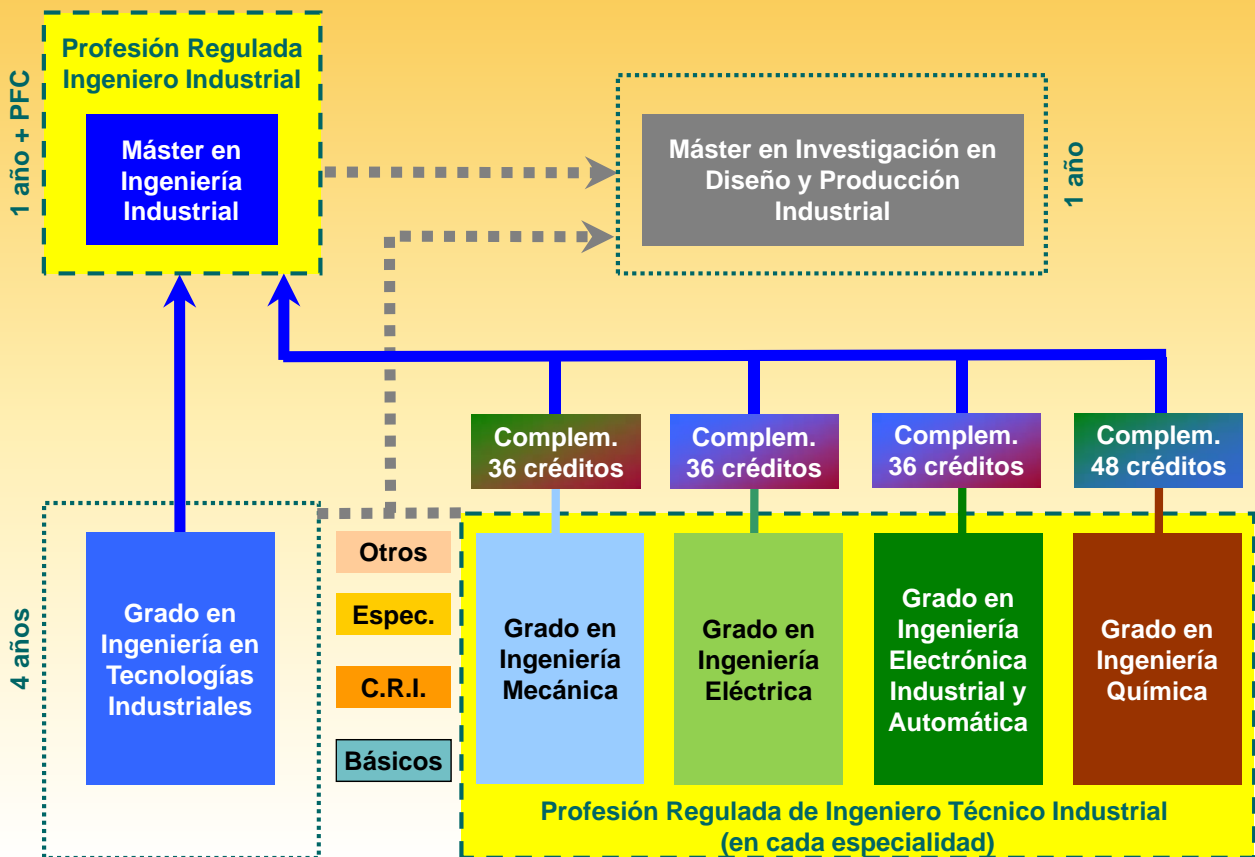 Profesión Regulada
Ingeniero Industrial
1 año + PFC
Máster en
Ingeniería
Industrial
Máster en Investigación en
Diseño y Producción
Industrial
1 año
Complem.
36 créditos
Complem.
36 créditos
Complem.
36 créditos
Complem.
48 créditos
4 años
Grado en
Ingeniería en
Tecnologías
Industriales
Otros
Espec.
C.R.I.
Básicos
Grado en
Ingeniería
Mecánica
Grado en
Ingeniería
Eléctrica
Grado en
Ingeniería
Electrónica
Industrial y
Automática
Grado en
Ingeniería
Química
Profesión Regulada de Ingeniero Técnico Industrial
(en cada especialidad)